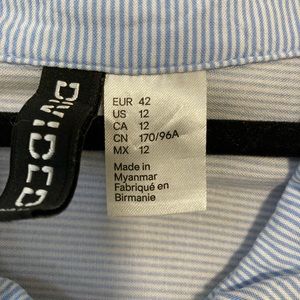 DIVIDED
EUR 42
US 12
CA 12
CN 170/96A
MX 12
Made in
Myanmar
Fabriqué en
Birmanie